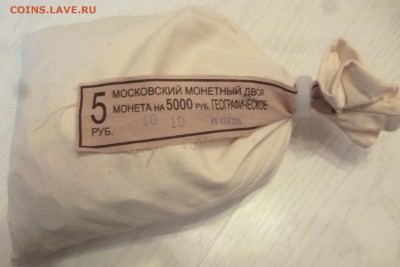 COINS.LAVE.RU
МОСКОВСКИЙ МОНЕТНЫЙ ДВОР
5 МОНЕТА НА 5000 РУБ. ГЕОГРАФИЧЕСКОЕ
РУБ. 10 10